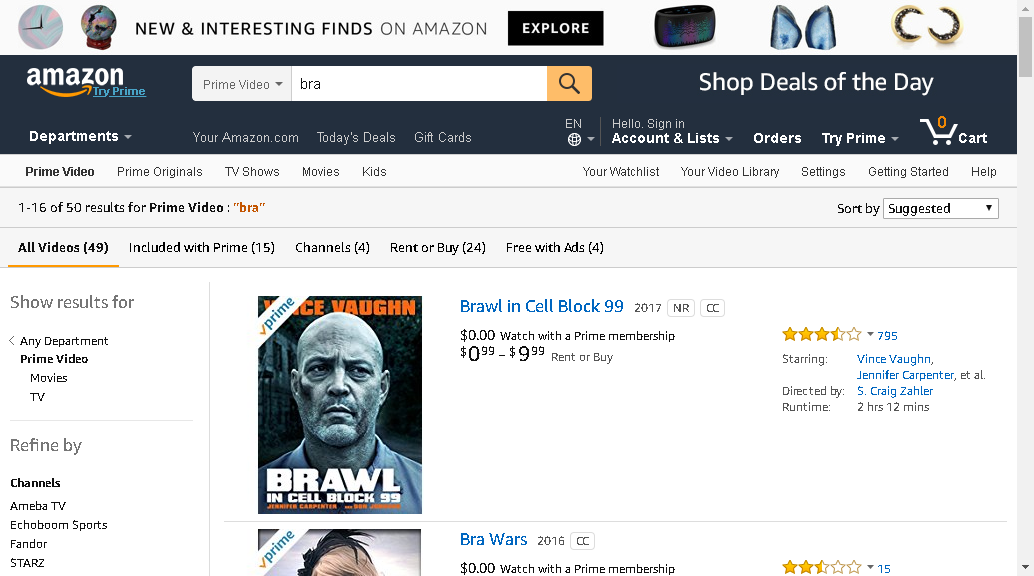 NEW & INTERESTING FINDS ON AMAZON EXPLORE
amazon
Try Prime
Prime Video bra
Shop Deals of the Day
Departments
Your Amazon.com Today's Deals Gift Cards
EN
Hello. Sign in
Account & Lists
Orders
Try Prime
0
Cart
Prime Video Prime Originals TV Shows Movies Kids Your Watchlist Your Video Library Settings Getting Started Help
1-16 of 50 results for Prime Video : "bra"
Sort by Suggested
All Videos (49) Included with Prime (15) Channels (4) Rent or Buy (24) Free with Ads (4)
Show results for
Any Department
Prime Video
Movies
TV
Refine by
Channels
Ameba TV
Echoboom Sports
Fandor
STARZ
VINCE VAUGHN
prime
BRAWL
IN CELL BLOCK 99
Brawl in Cell Block 99 2017 NR CC
$0.00 Watch with a Prime membership
$0.99 – $9.99 Rent or Buy
795
Starring: Vince Vaughn,
Jennifer Carpenter, et al.
Directed by: S. Craig Zahler
Runtime: 2 hrs 12 mins
prime
Bra Wars 2016 CC
$0.00 Watch with a Prime membership
15